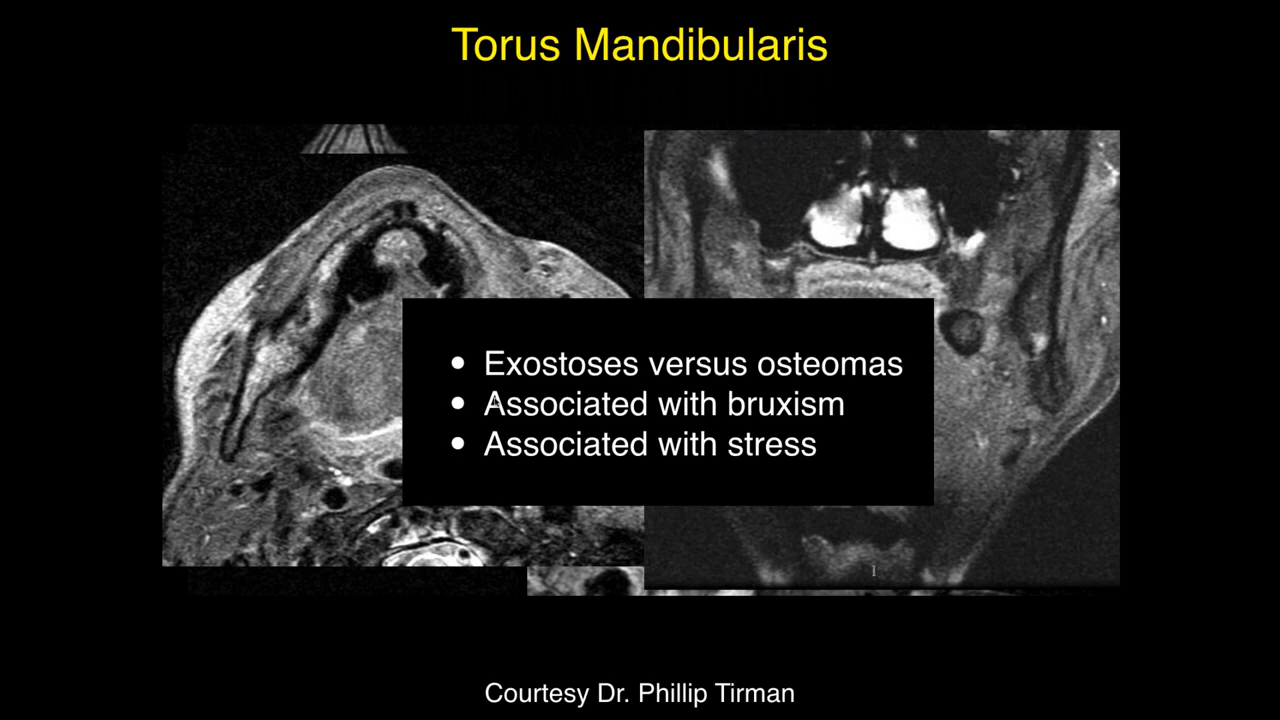 Torus Mandibularis
• Exostoses versus osteomas
• Associated with bruxism
• Associated with stress
I
Courtesy Dr. Phillip Tirman